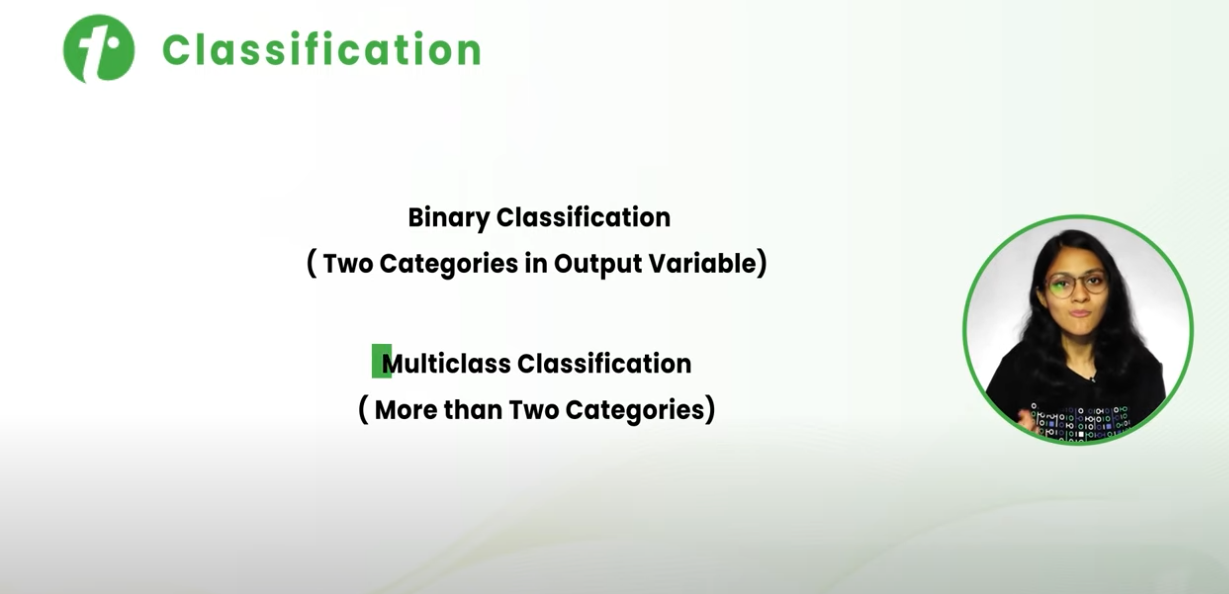 Classification
Binary Classification
( Two Categories in Output Variable)
Multiclass Classification
( More than Two Categories)